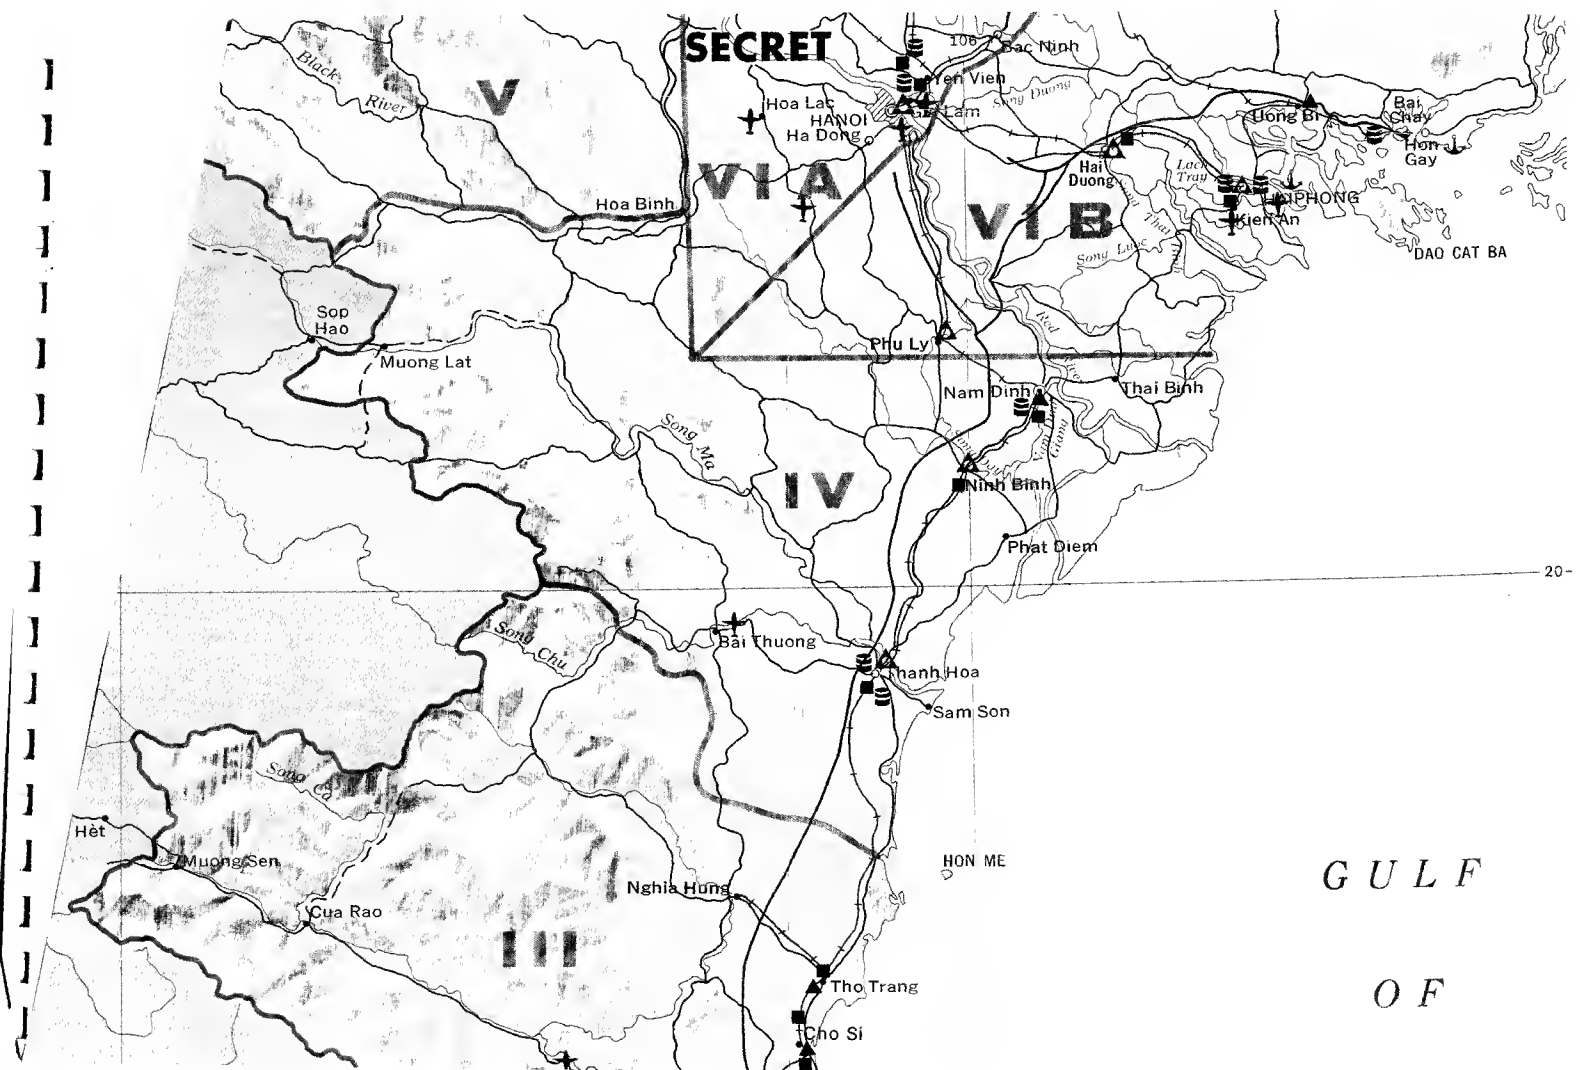 SECRET
106
Bac Ninh
Black
River
V
Yen Vien
Song Duong
Hoa Lac
HANOI
Gia Lam
Ha Dong
Uong Bi
Bai
Chay
Hon
Gay
VI A
Hai
Duong
Lach
Tray
HAIPHONG
Kien An
Hoa Binh
VI B
Song Luoc
DAO CAT BA
Sop
Hao
Muong Lat
Phu Ly
Red
River
Nam Dinh
Thai Binh
Song Ma
IV
Giang
Ninh Binh
Phat Diem
20
Song Chu
Bai Thuong
Thanh Hoa
Sam Son
Song Ca
Hèt
Muong Sen
HON ME
GULF
Nghia Hung
Cua Rao
III
Tho Trang
OF
Cho Si